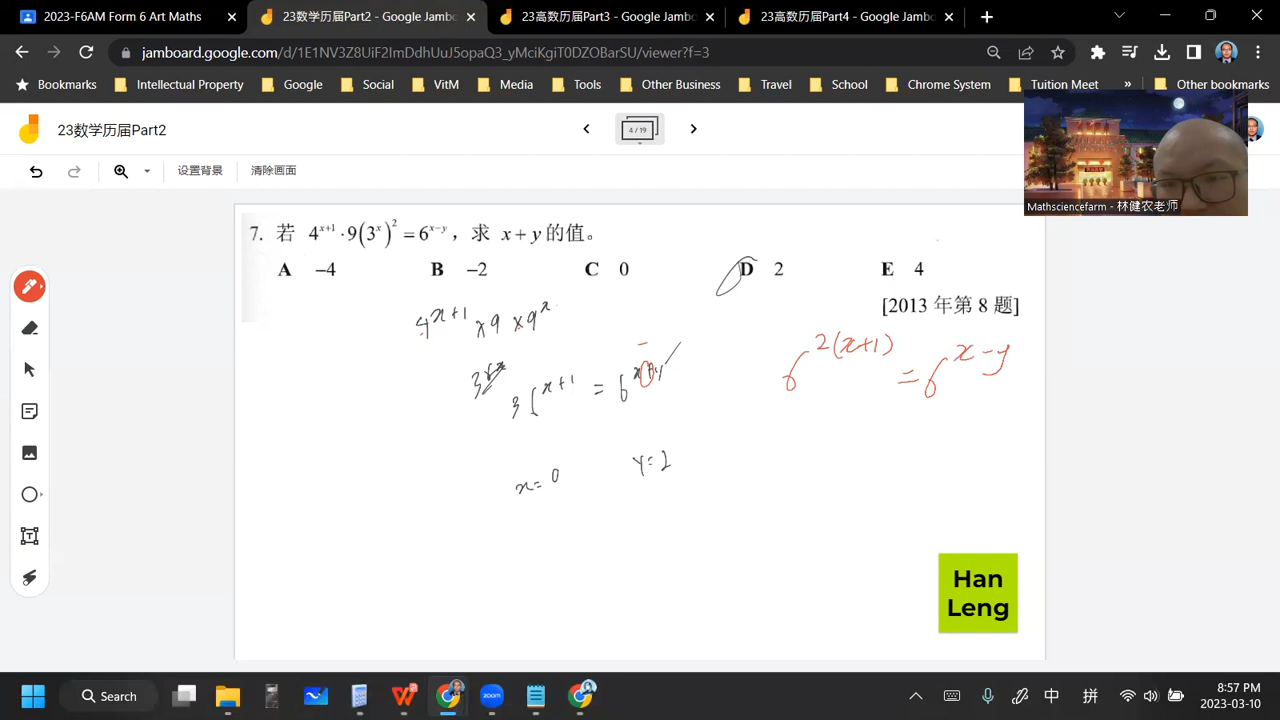 2023-F6AM Form 6 Art Maths
23数学历届Part2 - Google Jamb
23高数历届Part3 - Google Jambo
23高数历届Part4 - Google Jambo
jamboard.google.com/d/1E1NV3Z8UiF2ImDdhUuJ5opaQ3_yMciKgiT0DZOBarSU/viewer?f=3
Bookmarks Intellectual Property Google Social VitM Media Tools Other Business Travel School Chrome System Tuition Meet » Other bookmarks
23数学历届Part2
4 / 19
设置背景 清除画面
Mathsciencefarm - 林健农老师
7. 若 4^{x+1}·9(3^x)^2 = 6^{x-y}，求 x + y 的值。
A -4 B -2 C 0 D 2 E 4
[2013 年第 8 题]
4^{x+1} × 9 × 9^x
6^{2(x+1)} = 6^{x-y}
36^{x+1} = 6^{x+y}
x = 0 y = 2
Han
Leng
Search
中 拼
8:57 PM
2023-03-10